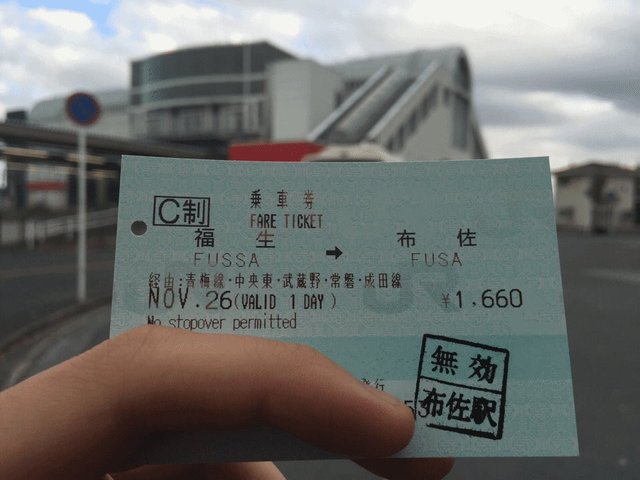 C制
乗車券
FARE TICKET
福生 → 布佐
FUSSA FUSA
経由:青梅線・中央東・武蔵野・常磐・成田線
NOV.26(VALID 1 DAY) ¥1,660
No stopover permitted
発行
無効
布佐駅